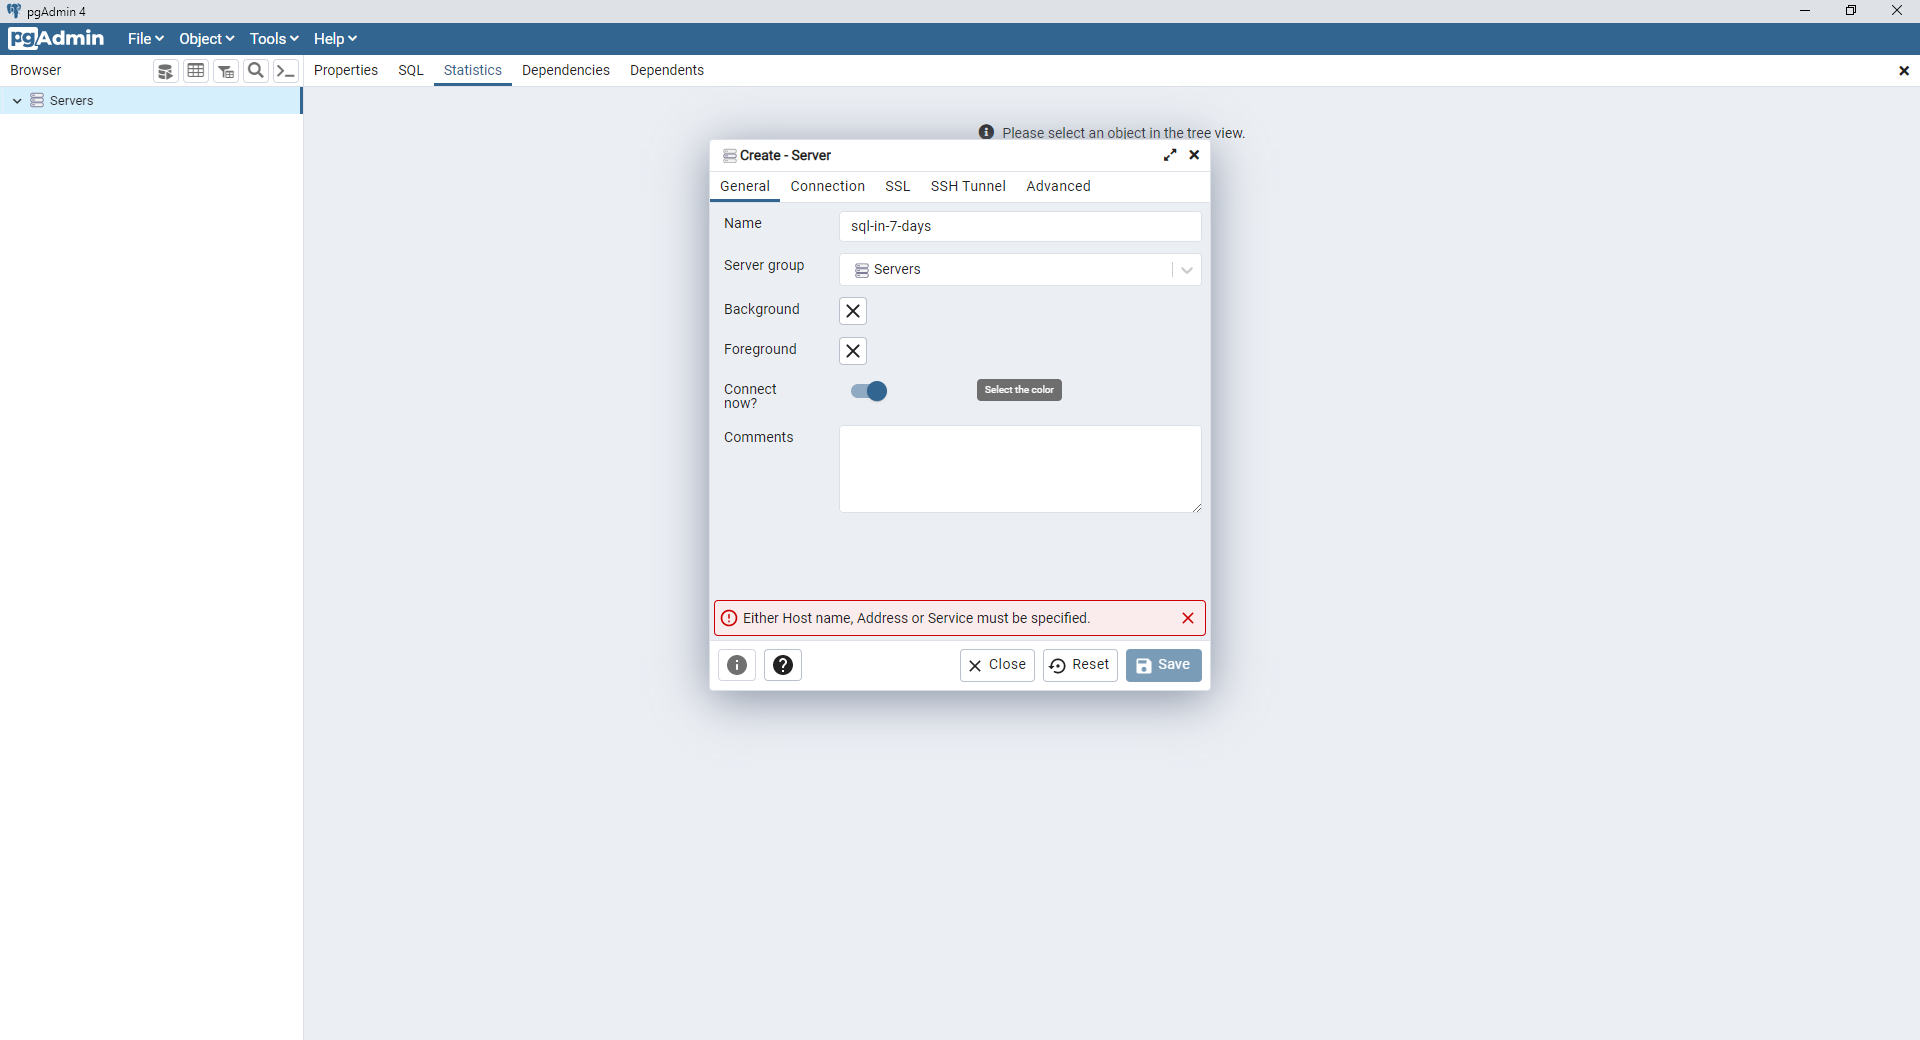 pgAdmin 4
pgAdmin File Object Tools Help
Browser Properties SQL Statistics Dependencies Dependents
Servers
Please select an object in the tree view.
Create - Server
General Connection SSL SSH Tunnel Advanced
Name sql-in-7-days
Server group Servers
Background
Foreground
Connect now?
Select the color
Comments
Either Host name, Address or Service must be specified.
Close Reset Save